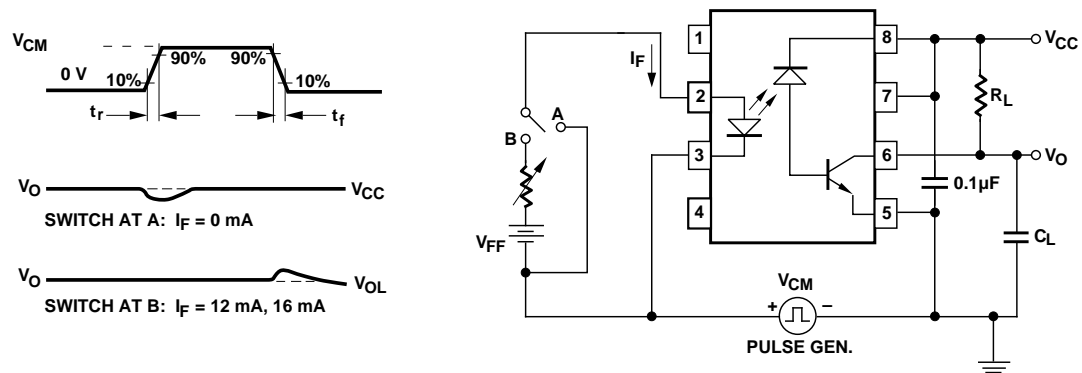 V_CM
0 V
10%
90%
90%
10%
t_r
t_f
V_O
V_CC
SWITCH AT A: I_F = 0 mA
V_O
V_OL
SWITCH AT B: I_F = 12 mA, 16 mA
I_F
A
B
V_FF
1
2
3
4
8
7
6
5
V_CC
R_L
V_O
0.1µF
C_L
V_CM
+
–
PULSE GEN.